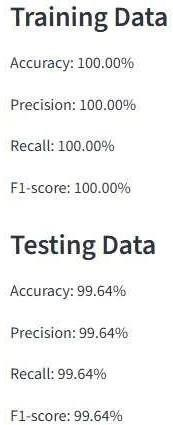 Training Data
Accuracy: 100.00%
Precision: 100.00%
Recall: 100.00%
F1-score: 100.00%
Testing Data
Accuracy: 99.64%
Precision: 99.64%
Recall: 99.64%
F1-score: 99.64%